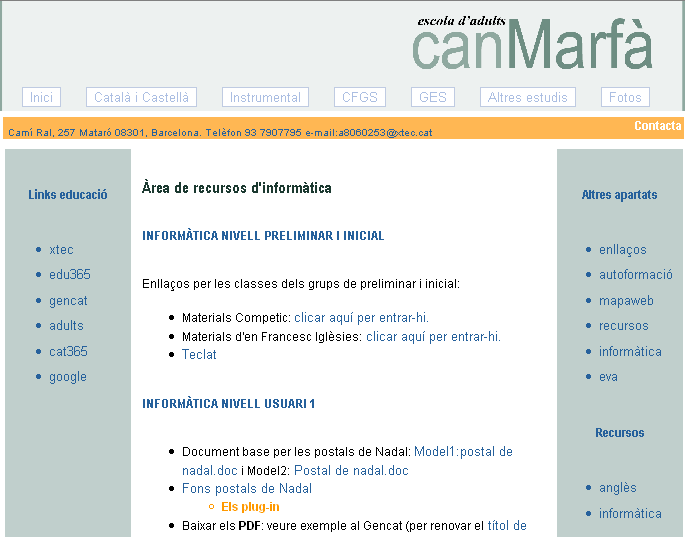 escola d'adults
canMarfà
Inici
Català i Castellà
Instrumental
CFGS
GES
Altres estudis
Fotos
Contacta
Camí Ral, 257 Mataró 08301, Barcelona. Telèfon 93 7907795 e-mail:a8060253@xtec.cat
Links educació
xtec
edu365
gencat
adults
cat365
google
Àrea de recursos d'informàtica
INFORMÀTICA NIVELL PRELIMINAR I INICIAL
Enllaços per les classes dels grups de preliminar i inicial:
Materials Competic: clicar aquí per entrar-hi.
Materials d'en Francesc Iglèsies: clicar aquí per entrar-hi.
Teclat
INFORMÀTICA NIVELL USUARI 1
Document base per les postals de Nadal: Model1:postal de
nadal.doc i Model2: Postal de nadal.doc
Fons postals de Nadal
Els plug-in
Baixar els PDF: veure exemple al Gencat (per renovar el títol de
Altres apartats
enllaços
autoformació
mapaweb
recursos
informàtica
eva
Recursos
anglès
informàtica